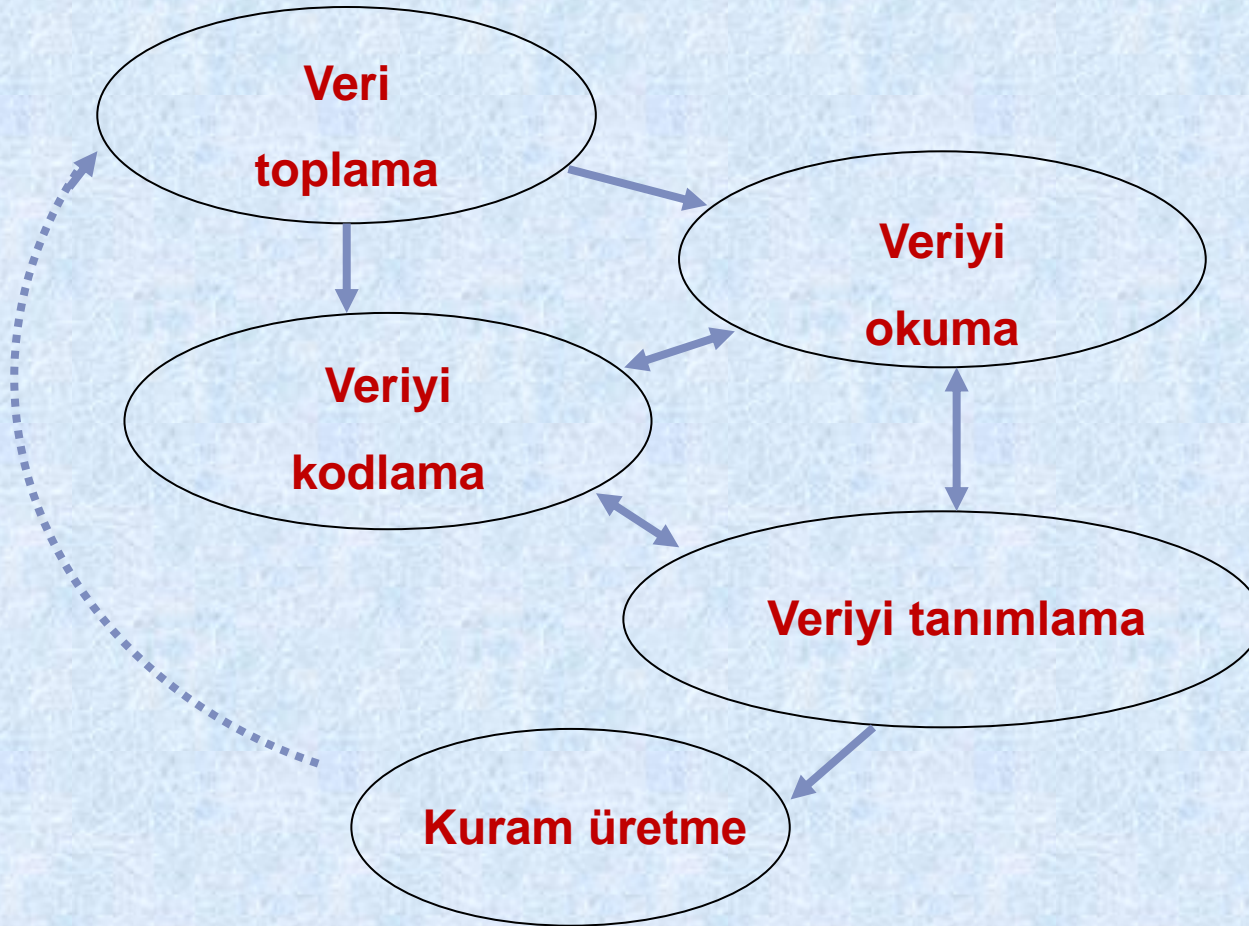 Veri
toplama
Veriyi
okuma
Veriyi
kodlama
Veriyi tanımlama
Kuram üretme